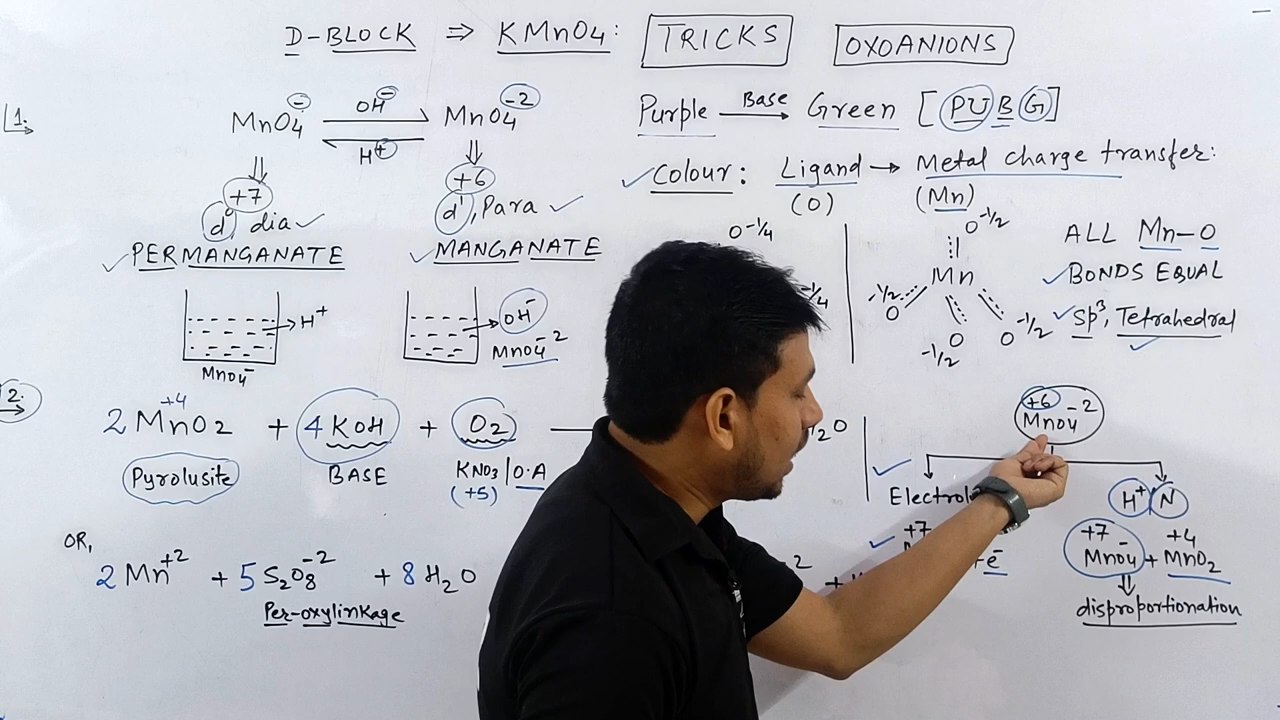 D-BLOCK ⇒ KMnO4: TRICKS OXOANIONS
1.
MnO4⁻ OH⁻ H⁺ MnO4⁻²
Purple Base→ Green [PUBG]
+7
d⁰, dia ✓
✓ PERMANGANATE
+6
d¹, Para ✓
✓ MANGANATE
✓ Colour: Ligand → Metal charge transfer:
(O) (Mn)
→ H⁺
MnO4⁻
→ OH⁻
MnO4⁻²
O⁻¹/⁴
-1/4
O⁻¹/²
Mn
-1/2 O
O -1/2
O⁻¹/²
ALL Mn-O
✓ BONDS EQUAL
✓ Sp³, Tetrahedral
✓
2.
+4
2 MnO2 + 4 KOH + O2
Pyrolusite BASE KNO3/O.A
(+5)
2O
OR,
2 Mn⁺² + 5 S2O8⁻² + 8 H2O
Per-oxylinkage
2 +
+6
MnO4⁻²
✓ Electrol
✓ +7
e⁻
H⁺/N
+7 +4
MnO4⁻ + MnO2
disproportionation